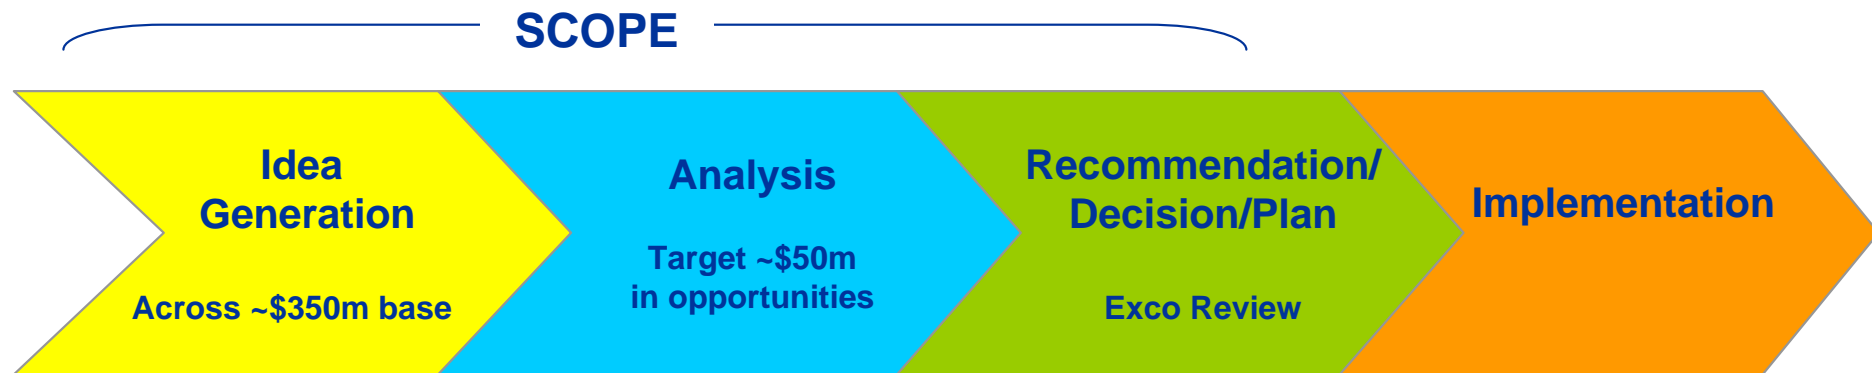 SCOPE
Idea
Generation
Across ~$350m base
Analysis
Target ~$50m
in opportunities
Recommendation/
Decision/Plan
Exco Review
Implementation